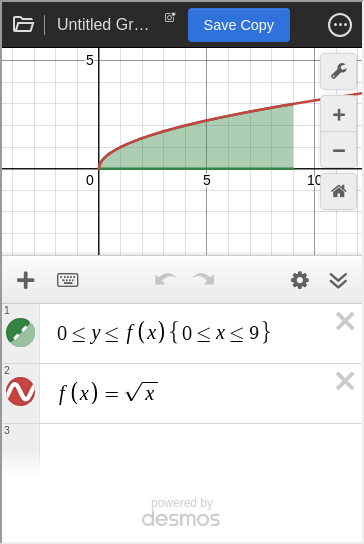 Untitled Gr...
Save Copy
5
0
5
10
1
0 ≤ y ≤ f(x){0 ≤ x ≤ 9}
2
f(x) = √x
3
powered by
desmos